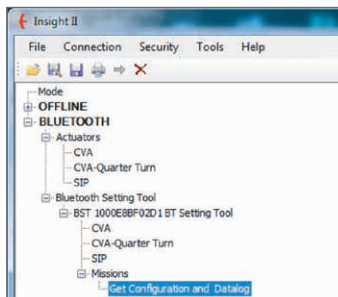 Insight II
File Connection Security Tools Help
Mode
OFFLINE
BLUETOOTH
Actuators
CVA
CVA-Quarter Turn
SIP
Bluetooth Setting Tool
BST 1000E8BF02D1 BT Setting Tool
CVA
CVA-Quarter Turn
SIP
Missions
Get Configuration and Datalog